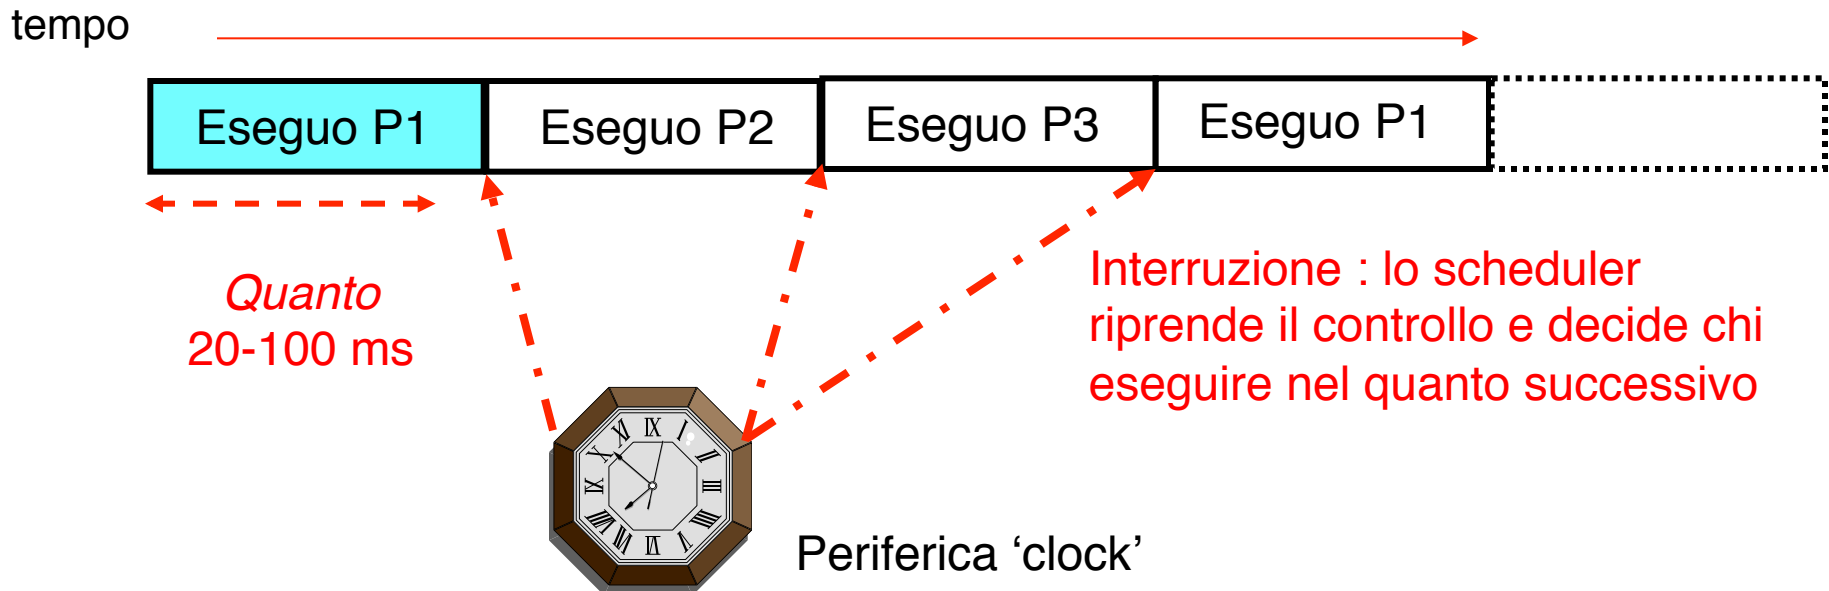 tempo
Eseguo P1
Eseguo P2
Eseguo P3
Eseguo P1
Quanto
20-100 ms
Interruzione : lo scheduler
riprende il controllo e decide chi
eseguire nel quanto successivo
Periferica ‘clock’